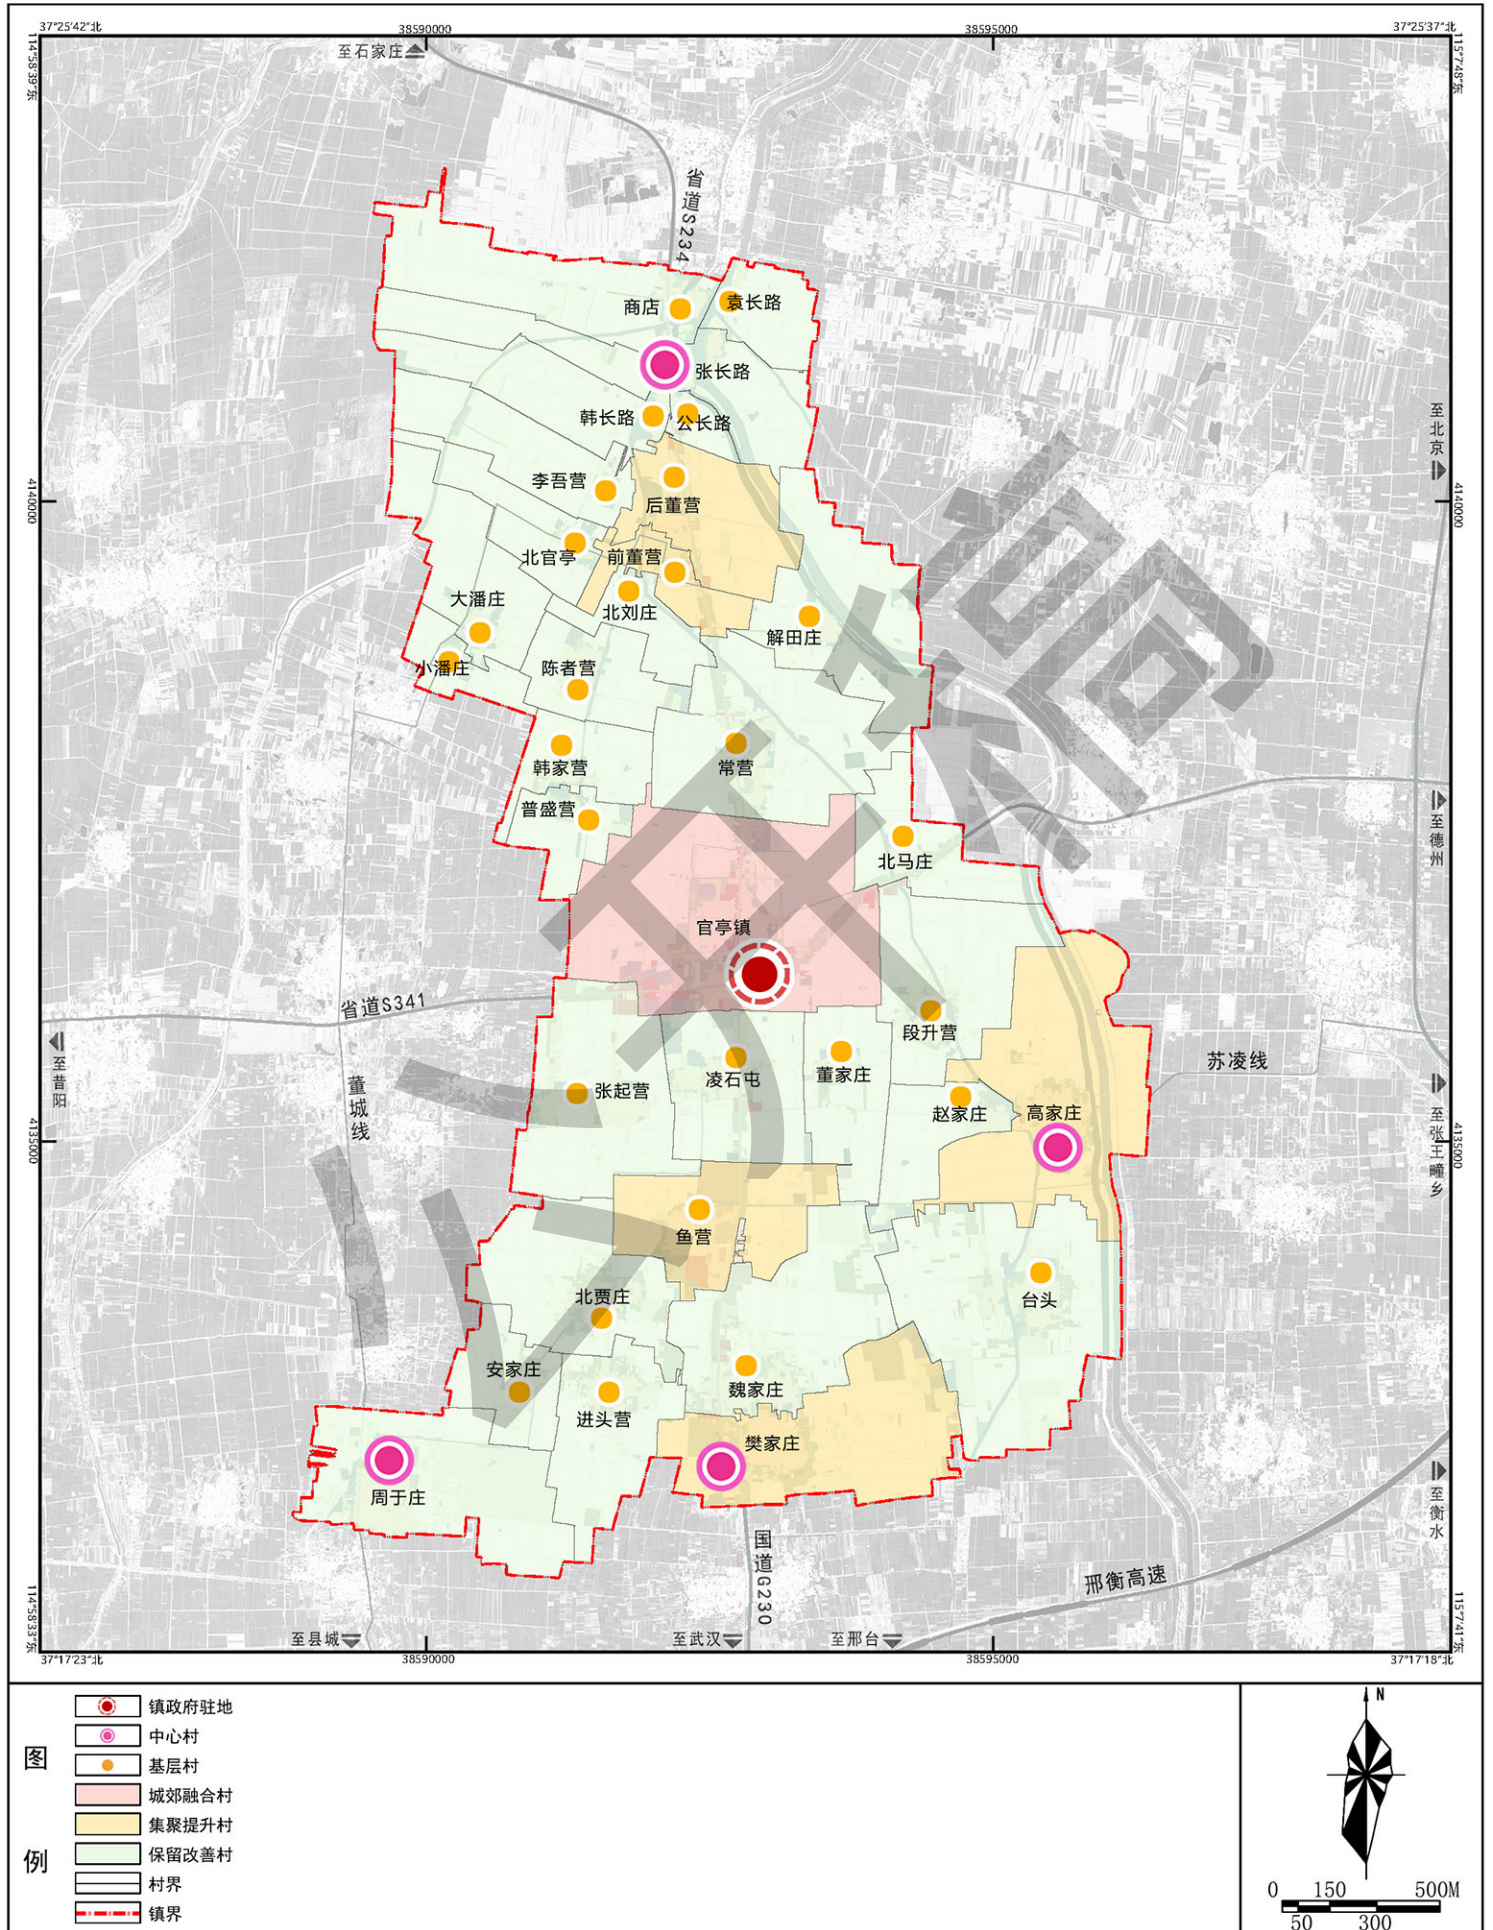 37°25′42″北
38590000
38595000
37°25′37″北
114°58′39″东
115°7′48″东
至石家庄
省道S234
商店
袁长路
张长路
韩长路
公长路
至北京
李吾营
后董营
4140000
4140000
北官亭
前董营
大潘庄
北刘庄
解田庄
小潘庄
陈者营
韩家营
常营
普盛营
至德州
北马庄
官亭镇
省道S341
段升营
至昔阳
苏凌线
董城线
张起营
凌石屯
董家庄
赵家庄
高家庄
4135000
4135000
至张王疃乡
鱼营
台头
北贾庄
安家庄
进头营
魏家庄
樊家庄
周于庄
至衡水
国道G230
邢衡高速
114°58′33″东
115°7′41″东
至县城
至武汉
至邢台
37°17′23″北
38590000
38595000
37°17′18″北
公开稿
图例
镇政府驻地
中心村
基层村
城郊融合村
集聚提升村
保留改善村
村界
镇界
N
0 150 500M
50 300